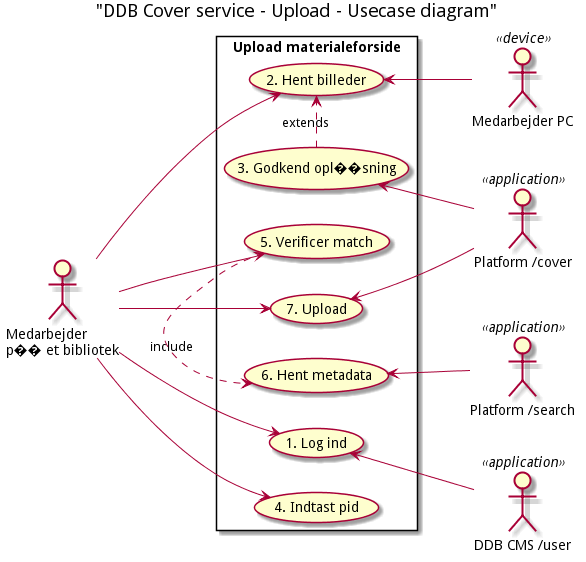 "DDB Cover service - Upload - Usecase diagram"
Upload materialeforside
2. Hent billeder
extends
3. Godkend opl��sning
5. Verificer match
7. Upload
include
6. Hent metadata
1. Log ind
4. Indtast pid
Medarbejder
p�� et bibliotek
«device»
Medarbejder PC
«application»
Platform /cover
«application»
Platform /search
«application»
DDB CMS /user